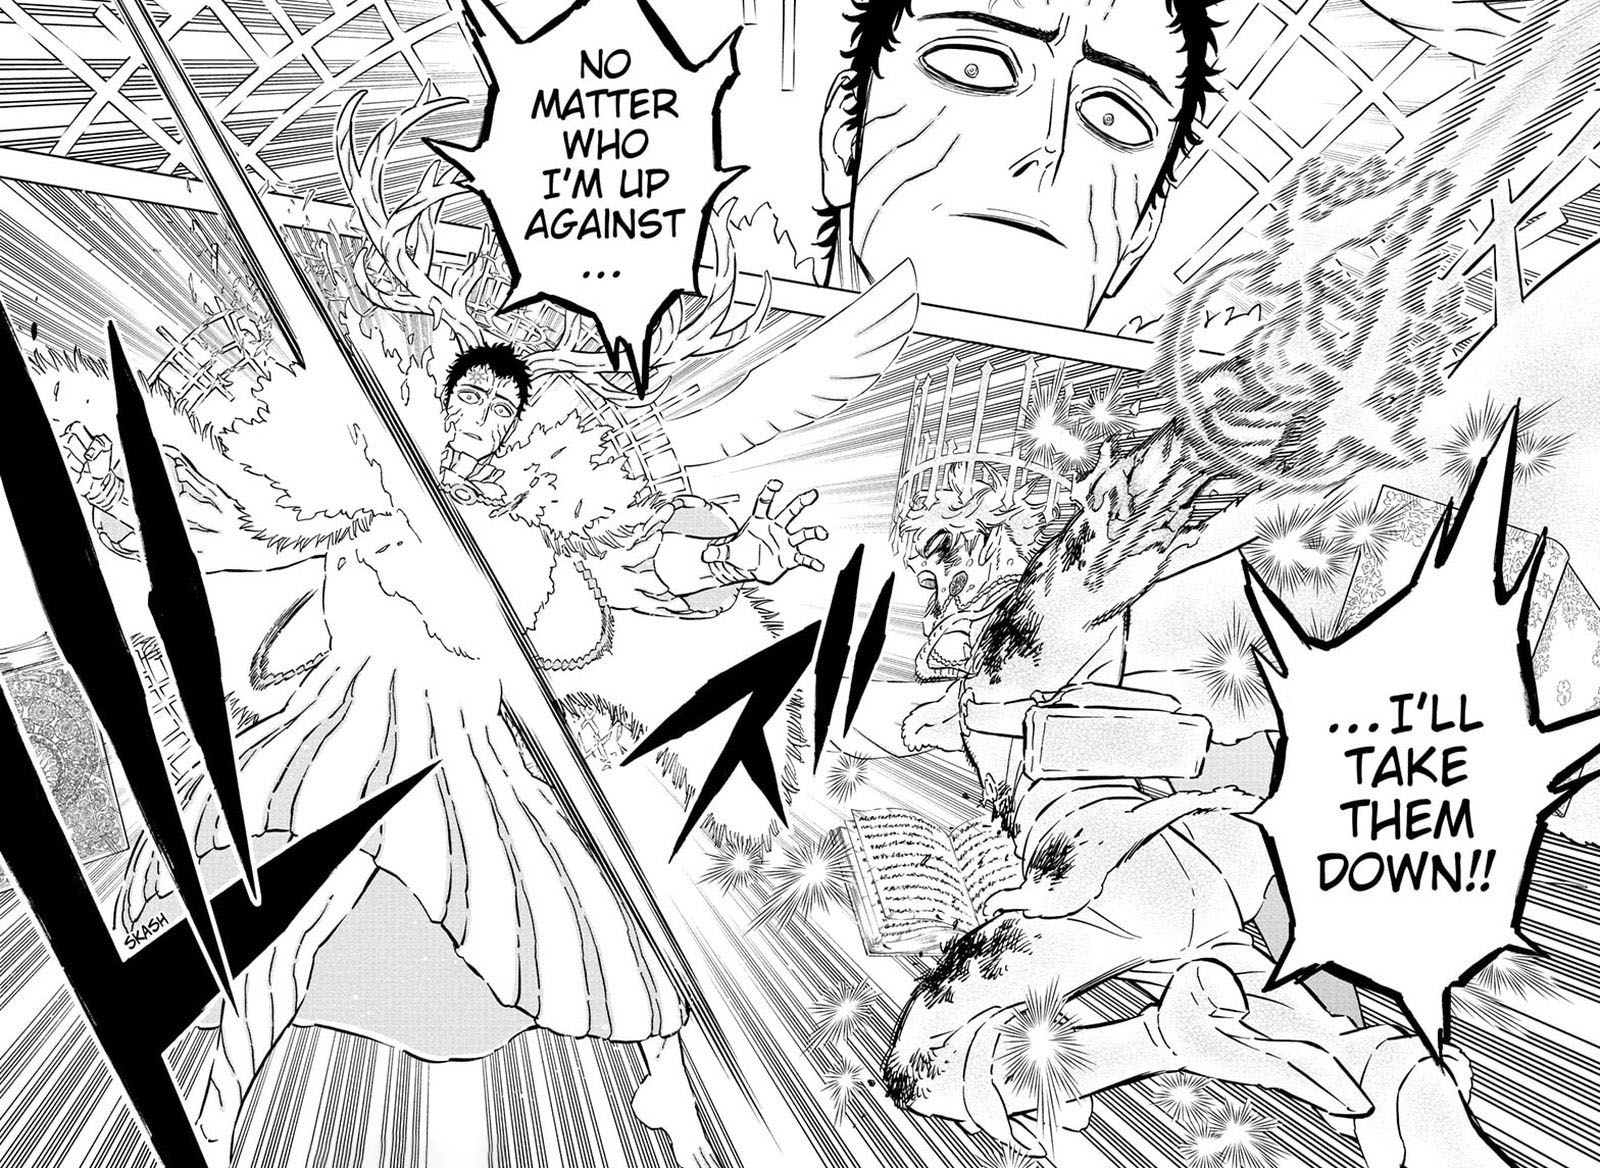 NO
MATTER
WHO
I'M UP
AGAINST
...
...I'LL
TAKE
THEM
DOWN!!
SKASH